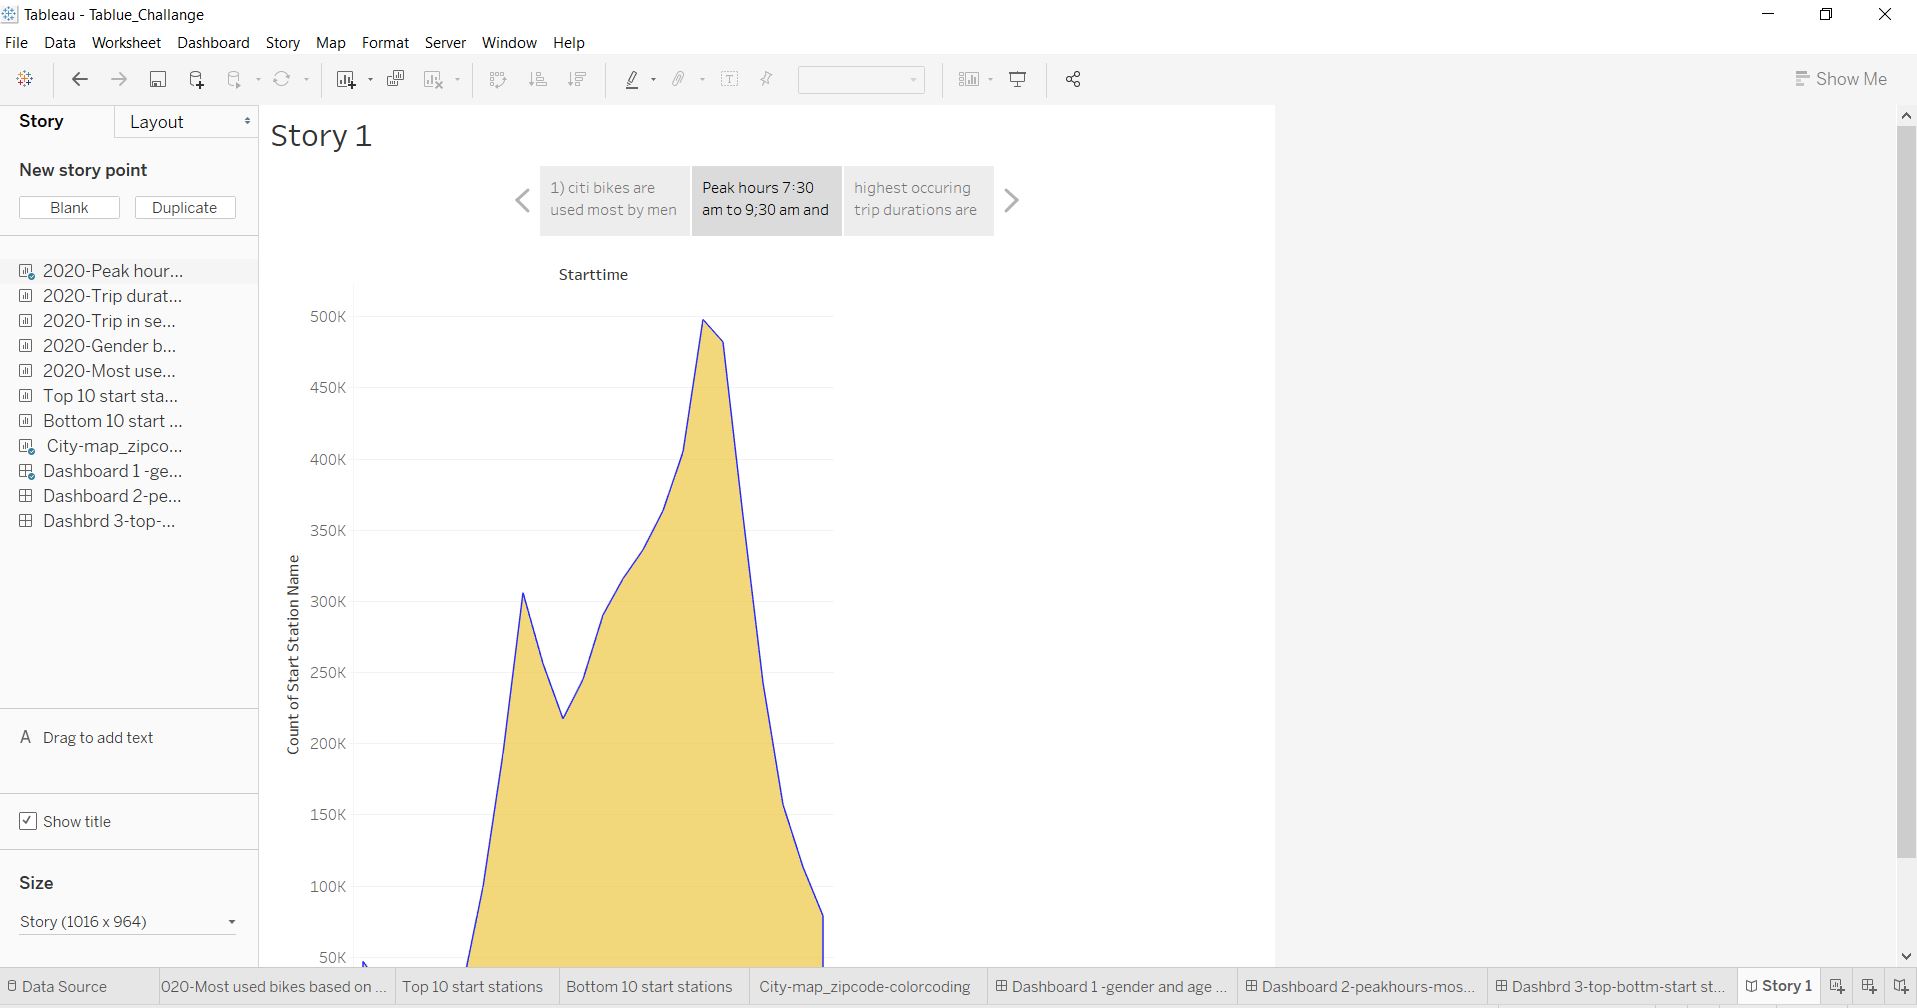 Tableau - Tablue_Challange
File Data Worksheet Dashboard Story Map Format Server Window Help
Show Me
Story Layout
New story point
Blank Duplicate
2020-Peak hour...
2020-Trip durat...
2020-Trip in se...
2020-Gender b...
2020-Most use...
Top 10 start sta...
Bottom 10 start ...
City-map_zipco...
Dashboard 1 -ge...
Dashboard 2-pe...
Dashbrd 3-top-...
A Drag to add text
Show title
Size
Story (1016 x 964)
Story 1
1) citi bikes are
used most by men
Peak hours 7:30
am to 9;30 am and
highest occuring
trip durations are
Starttime
500K
450K
400K
350K
300K
250K
200K
150K
100K
50K
Count of Start Station Name
Data Source 020-Most used bikes based on ... Top 10 start stations Bottom 10 start stations City-map_zipcode-colorcoding Dashboard 1 -gender and age ... Dashboard 2-peakhours-mos... Dashbrd 3-top-bottm-start st... Story 1